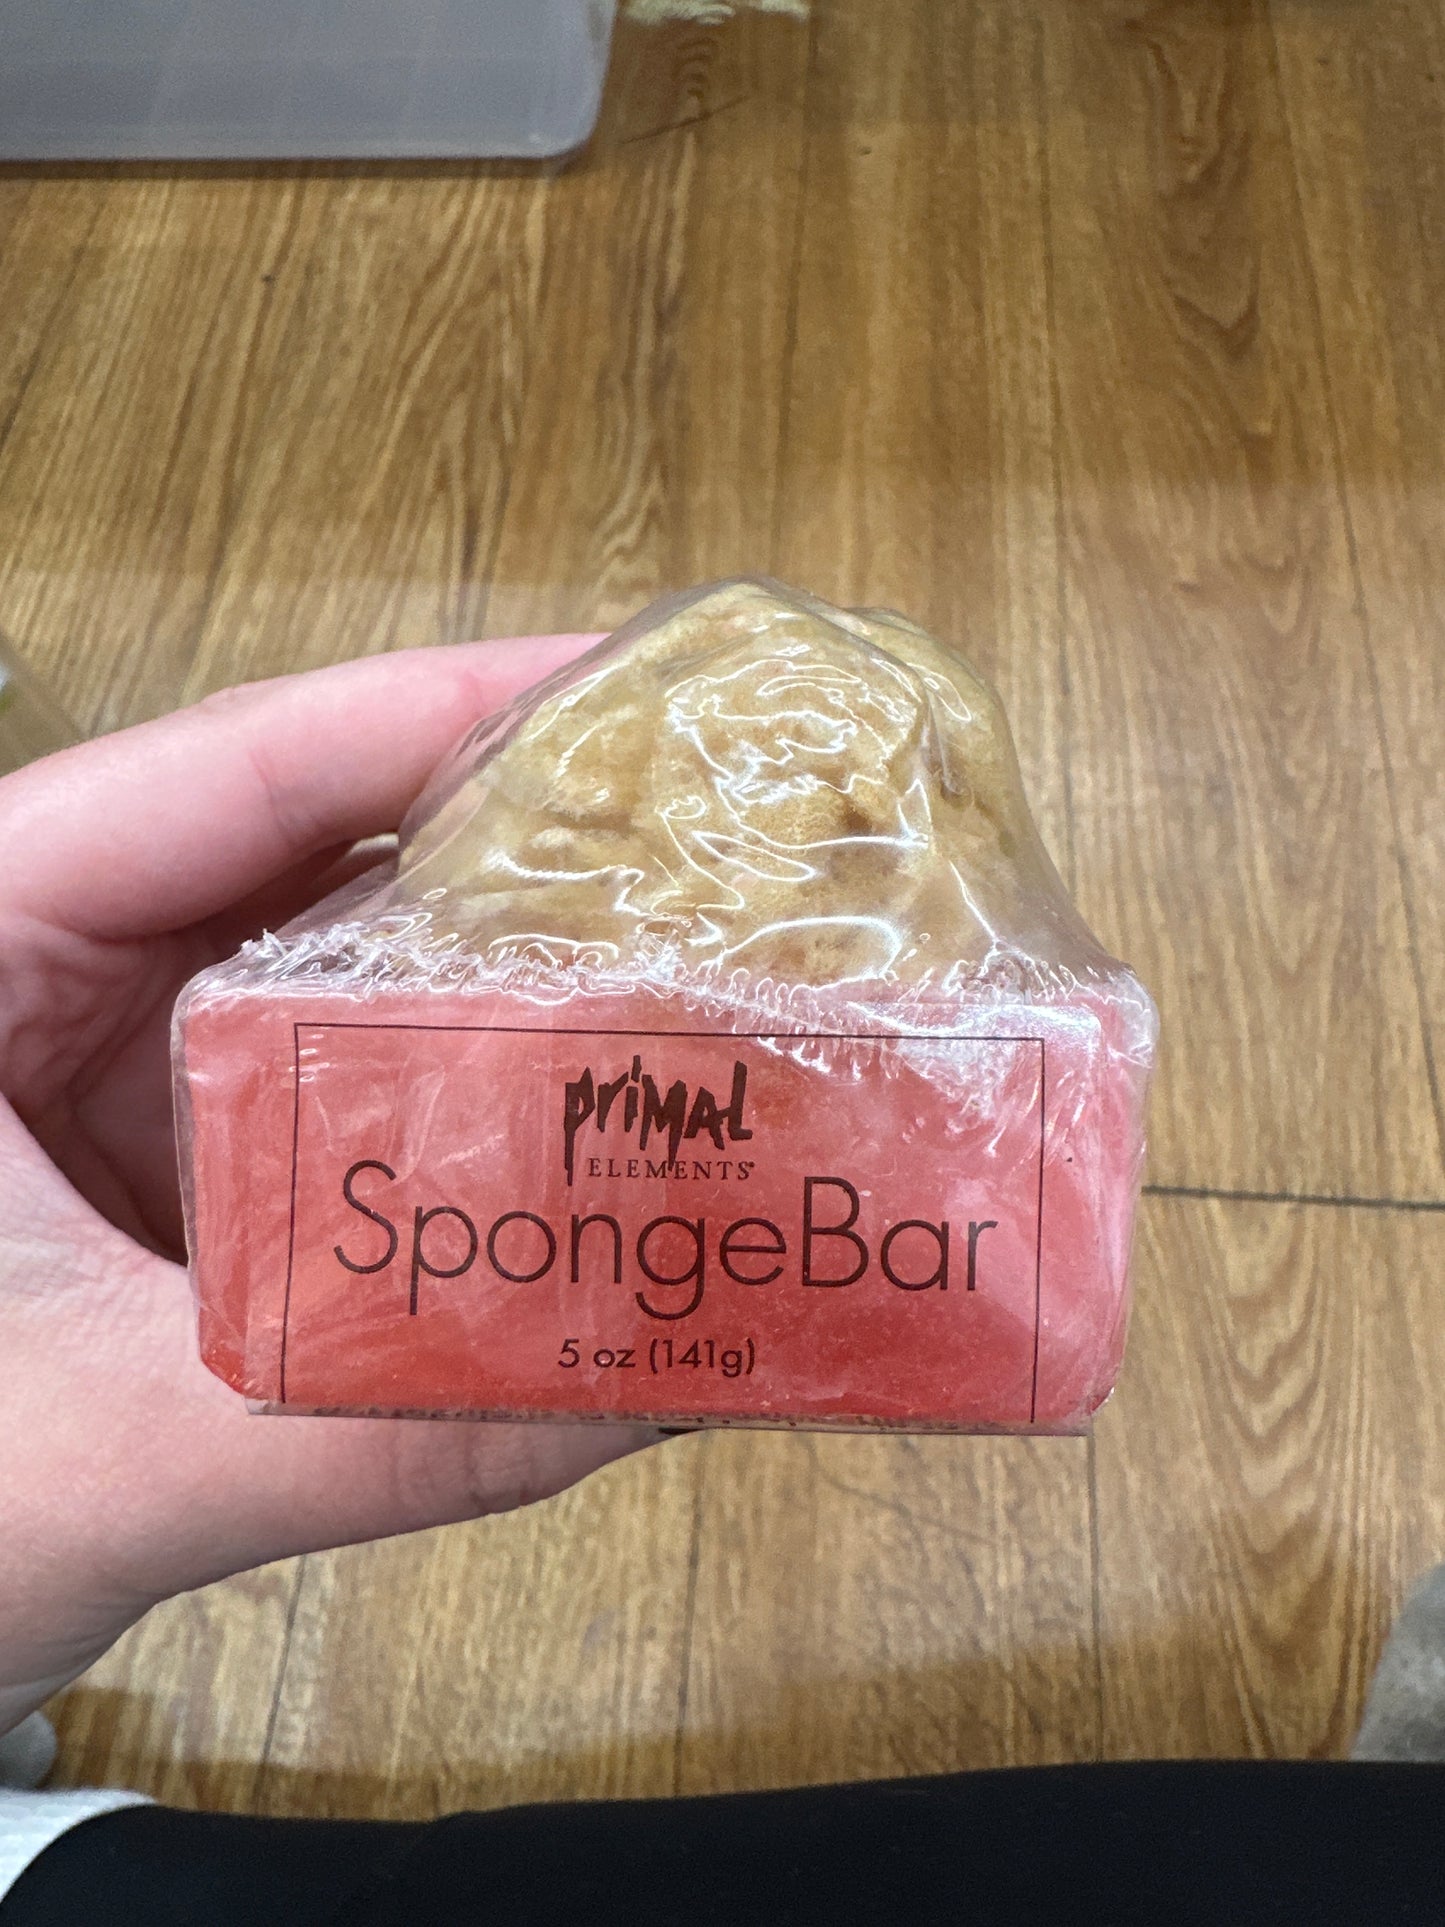 primal
ELEMENTS®
SpongeBar
5 oz (141g)